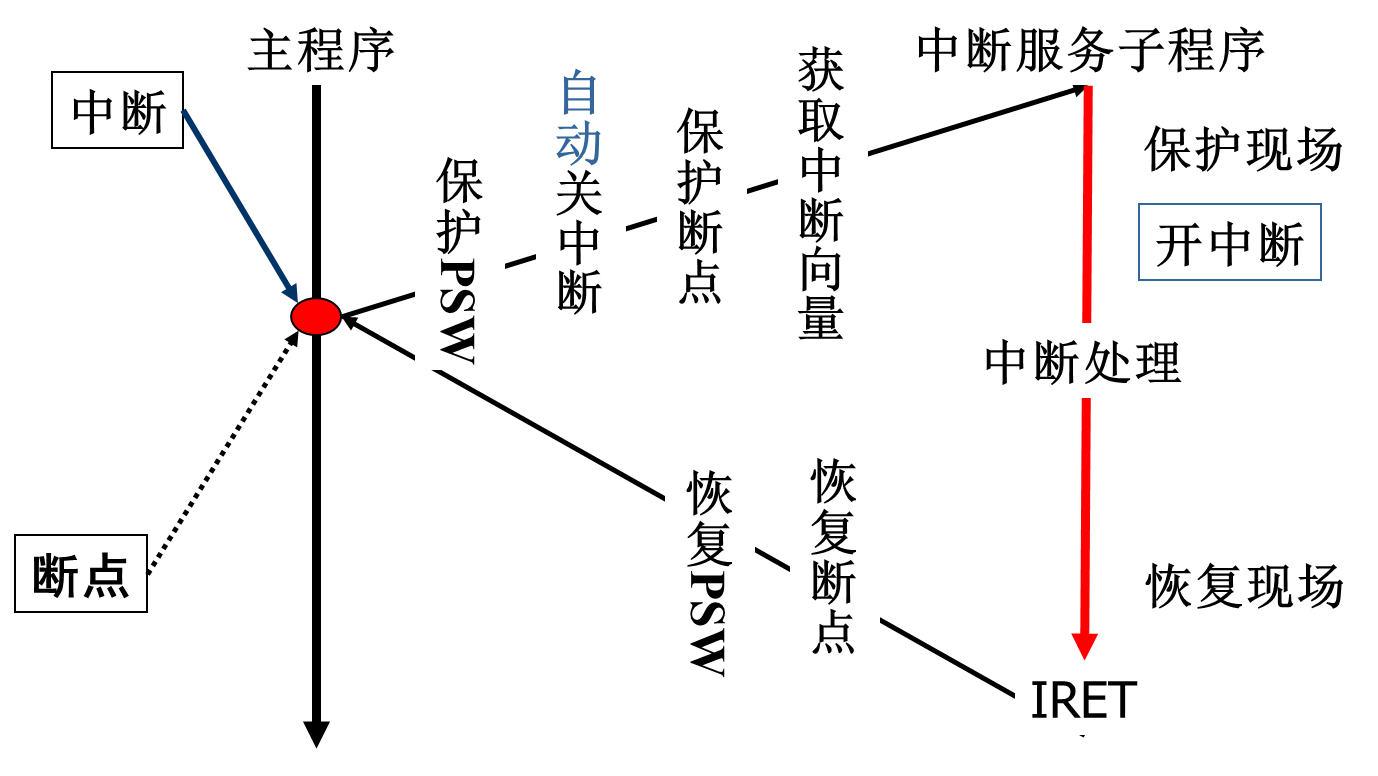 主程序
中断服务子程序
中断
保护PSW
自动关中断
保护断点
获取中断向量
保护现场
开中断
中断处理
断点
恢复PSW
恢复断点
恢复现场
IRET